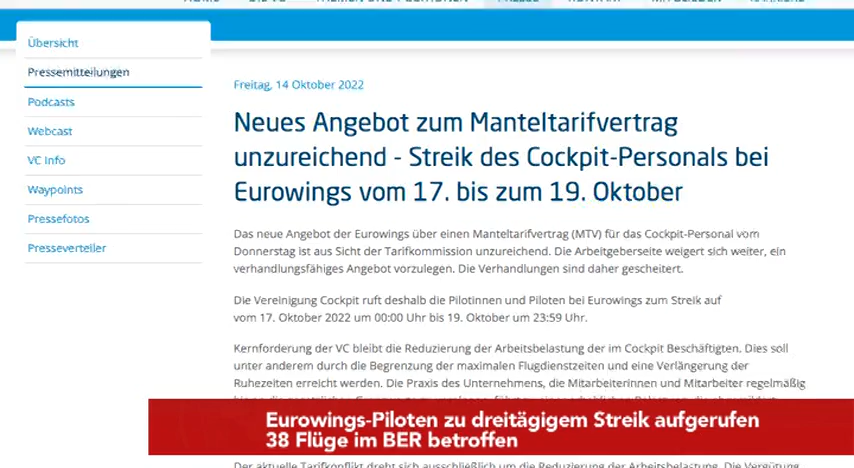 Übersicht
Pressemitteilungen
Podcasts
Webcast
VC Info
Waypoints
Pressefotos
Presseverteiler
Freitag, 14 Oktober 2022
Neues Angebot zum Manteltarifvertrag
unzureichend - Streik des Cockpit-Personals bei
Eurowings vom 17. bis zum 19. Oktober
Das neue Angebot der Eurowings über einen Manteltarifvertrag (MTV) für das Cockpit-Personal vom
Donnerstag ist aus Sicht der Tarifkommission unzureichend. Die Arbeitgeberseite weigert sich weiter, ein
verhandlungsfähiges Angebot vorzulegen. Die Verhandlungen sind daher gescheitert.
Die Vereinigung Cockpit ruft deshalb die Pilotinnen und Piloten bei Eurowings zum Streik auf
vom 17. Oktober 2022 um 00:00 Uhr bis 19. Oktober um 23:59 Uhr.
Kernforderung der VC bleibt die Reduzierung der Arbeitsbelastung der im Cockpit Beschäftigten. Dies soll
unter anderem durch die Begrenzung der maximalen Flugdienstzeiten und eine Verlängerung der
Ruhezeiten erreicht werden. Die Praxis des Unternehmens, die Mitarbeiterinnen und Mitarbeiter regelmäßig
Eurowings-Piloten zu dreitägigem Streik aufgerufen
38 Flüge im BER betroffen
Der aktuelle Tarifkonflikt dreht sich ausschließlich um die Reduzierung der Arbeitsbelastung. Die Vergütung